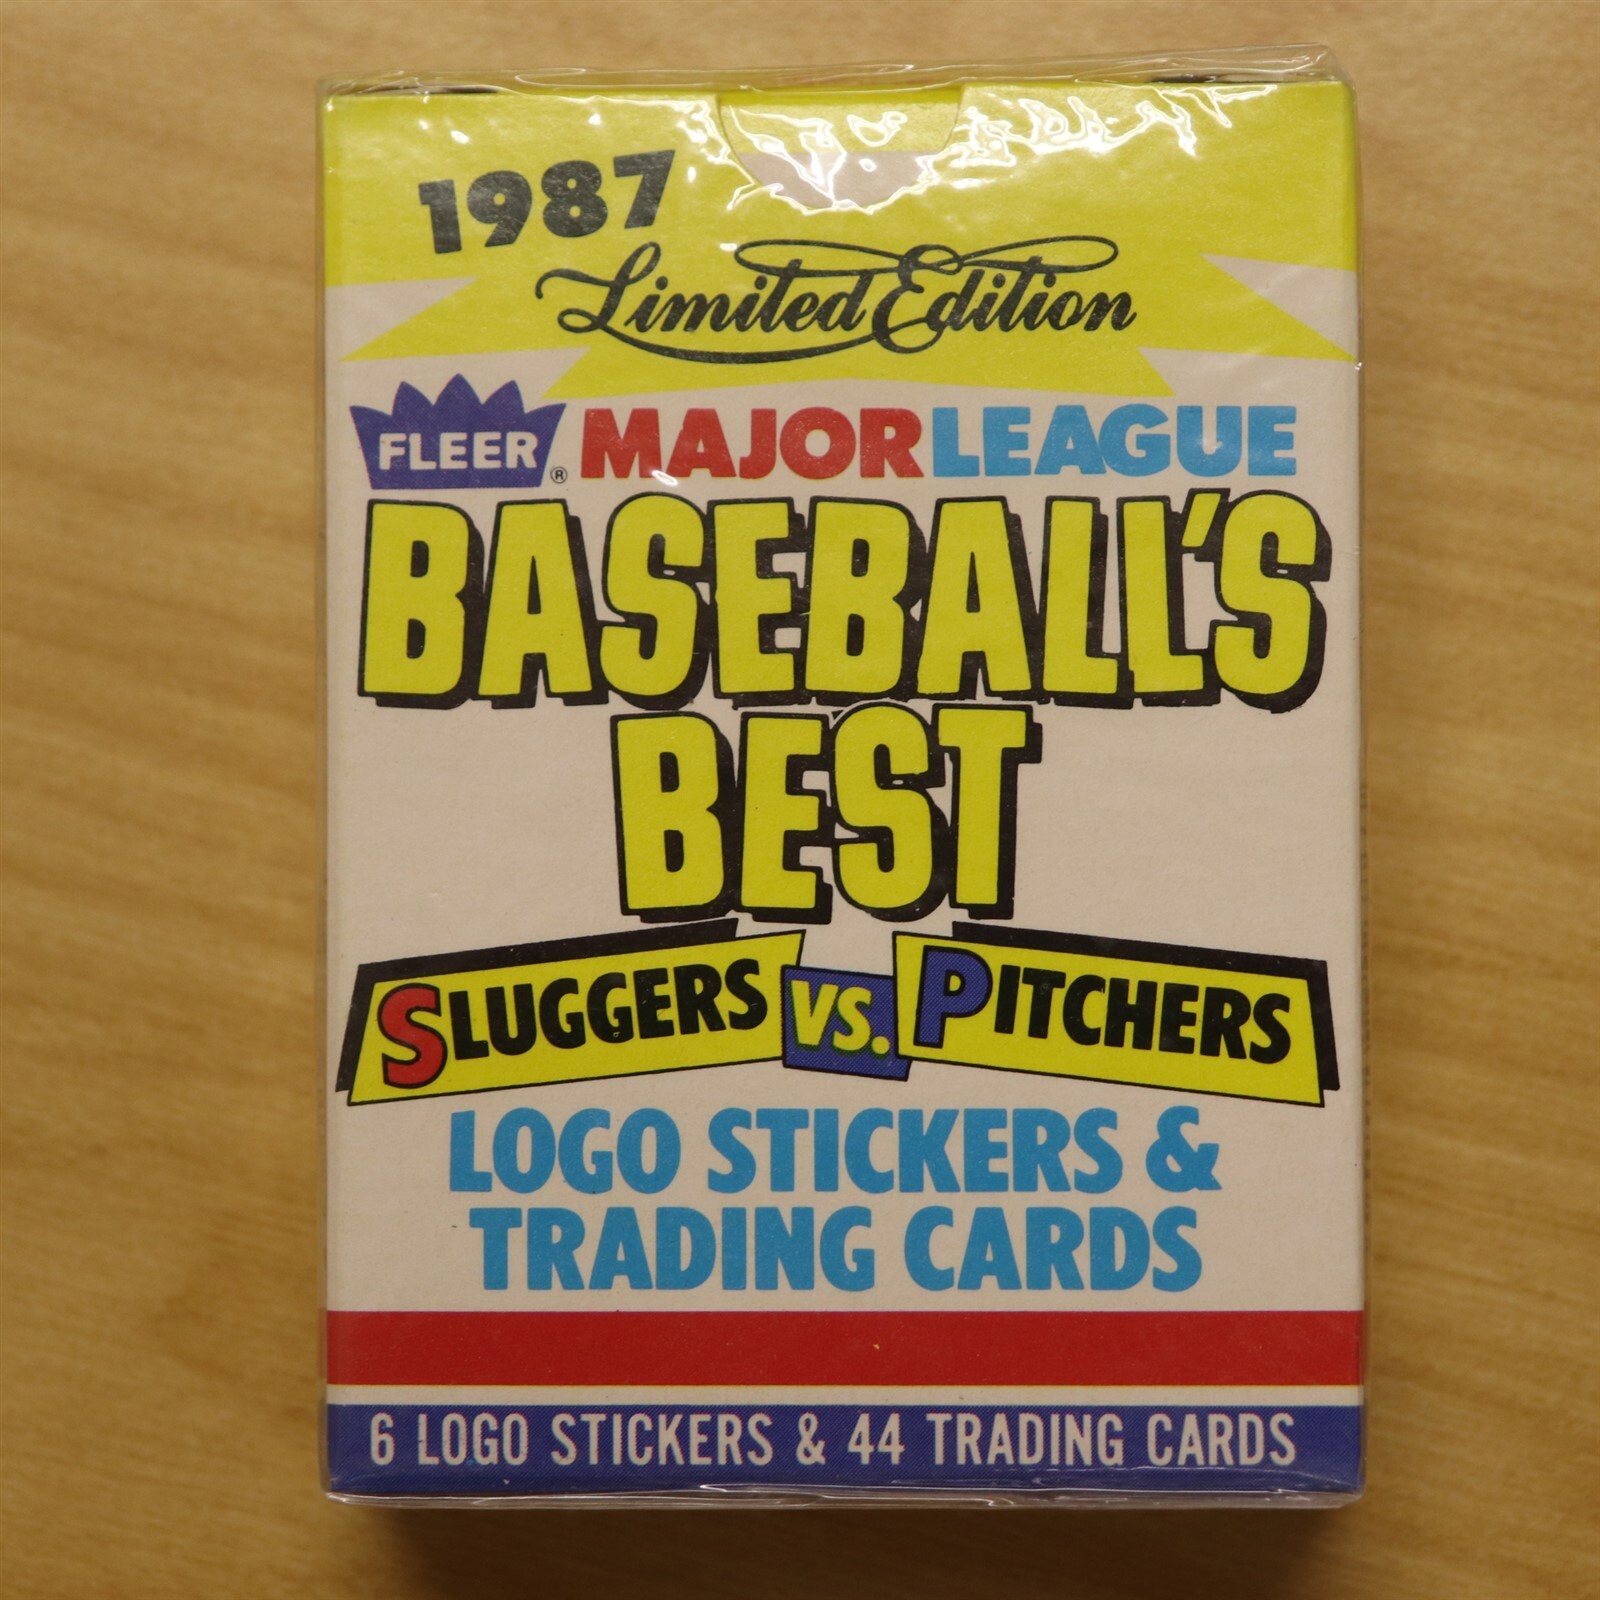 1987
Limited Edition
FLEER® MAJOR LEAGUE
BASEBALL'S
BEST
SLUGGERS VS. PITCHERS
LOGO STICKERS &
TRADING CARDS
6 LOGO STICKERS & 44 TRADING CARDS